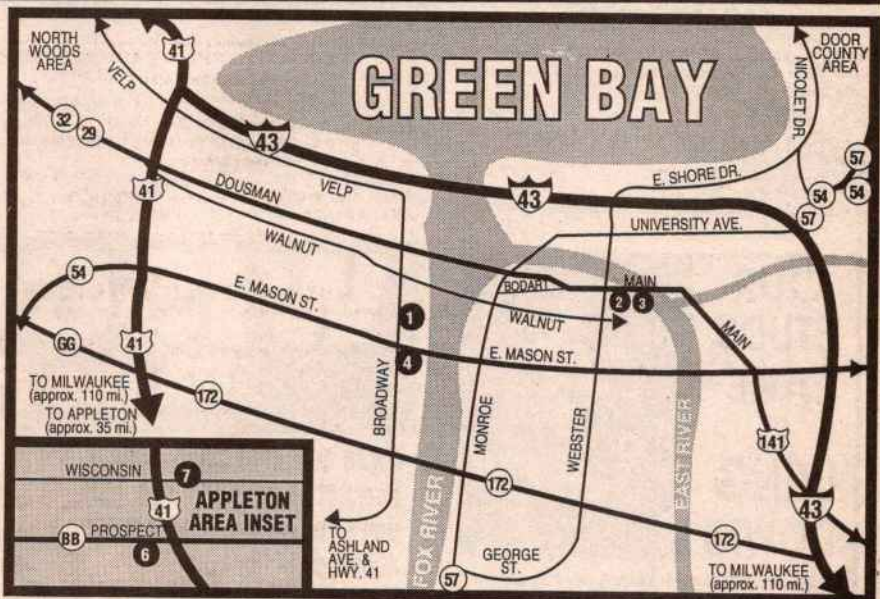 NORTH
WOODS
AREA
41
VELP
GREEN BAY
DOOR
COUNTY
AREA
NICOLET DR.
32
29
43
57
VELP
E. SHORE DR.
54
54
41
DOUSMAN
43
57
UNIVERSITY AVE.
WALNUT
54
BODART
MAIN
E. MASON ST.
1
2
3
WALNUT
MAIN
GG
41
4
E. MASON ST.
TO MILWAUKEE
(approx. 110 mi.)
172
BROADWAY
MONROE
WEBSTER
TO APPLETON
(approx. 35 mi.)
141
EAST RIVER
WISCONSIN
7
41
APPLETON
AREA INSET
172
43
BB
PROSPECT
6
FOX RIVER
172
TO
ASHLAND
AVE. &
HWY. 41
GEORGE
ST.
57
TO MILWAUKEE
(approx. 110 mi.)